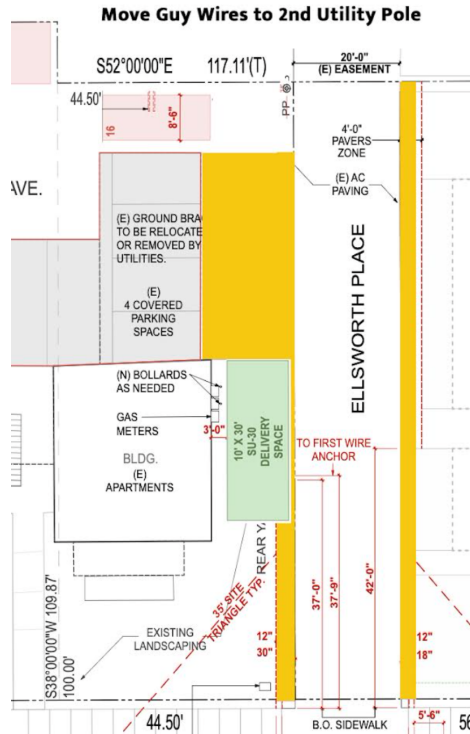 Move Guy Wires to 2nd Utility Pole
S52°00'00"E 117.11'(T)
20'-0"
(E) EASEMENT
44.50'
8'-6"
16
PP
4'-0"
PAVERS
ZONE
AVE.
(E) AC
PAVING
(E) GROUND BRA
TO BE RELOCATE
OR REMOVED BY
UTILITIES.
(E)
4 COVERED
PARKING
SPACES
ELLSWORTH PLACE
(N) BOLLARDS
AS NEEDED
GAS
METERS
3'-0"
10' X 30'
SU-30
DELIVERY
SPACE
BLDG.
(E)
APARTMENTS
TO FIRST WIRE
ANCHOR
REAR YA
37'-0"
37'-9"
42'-0"
35' SITE
TRIANGLE TYP.
S38°00'00"W 109.87'
100.00'
EXISTING
LANDSCAPING
12"
30"
12"
18"
44.50'
B.O. SIDEWALK
5'-6"
56